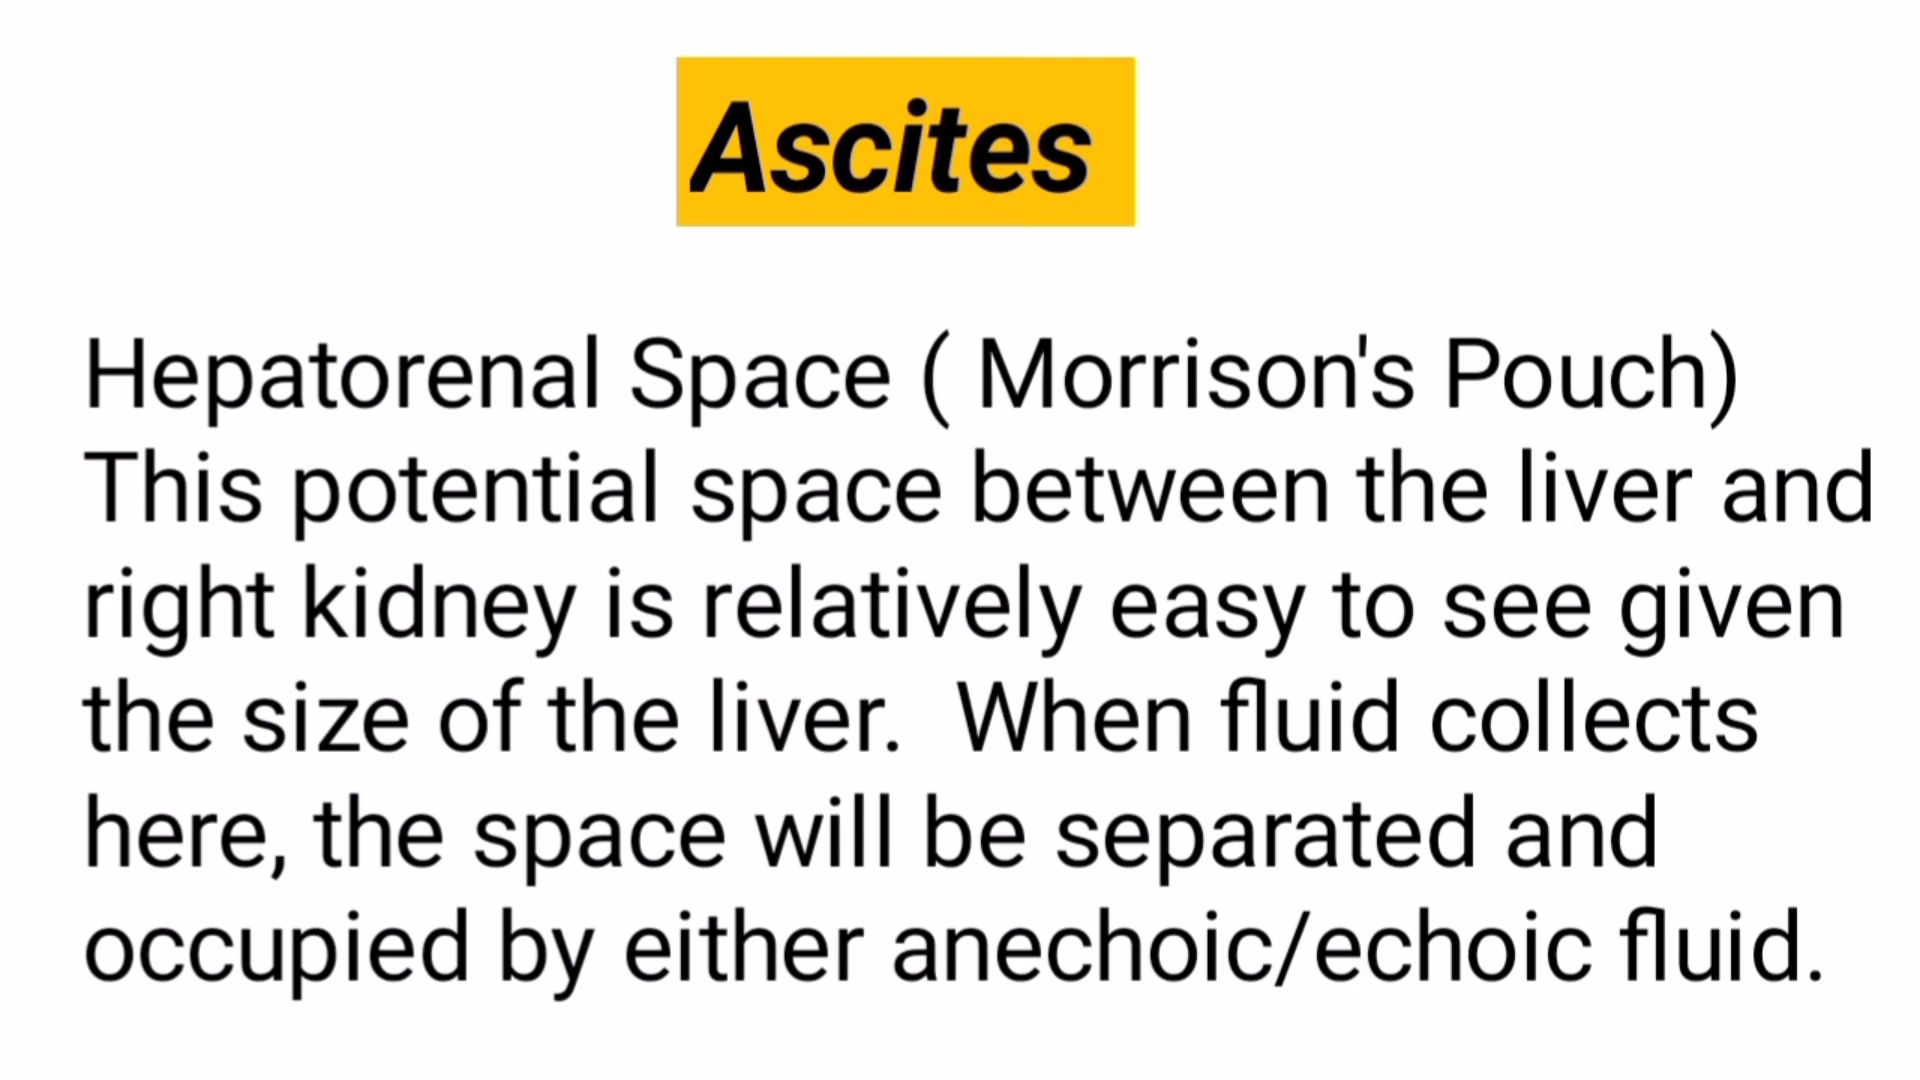 Ascites
Hepatorenal Space ( Morrison's Pouch)
This potential space between the liver and
right kidney is relatively easy to see given
the size of the liver.  When fluid collects
here, the space will be separated and
occupied by either anechoic/echoic fluid.